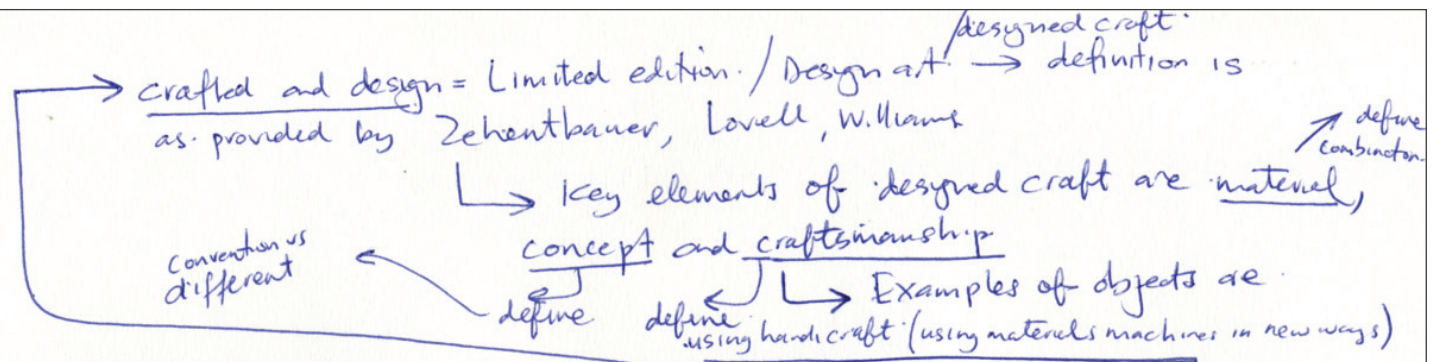 /designed craft.
crafted and design = Limited edition. / Design art. → definition is
as. provided by Zehentbauer, Lovell, Williams
↗ define
combination.
↳ Key elements of designed craft are material,
concept and craftsmanship
convention vs
different
define
define
↳ Examples of objects are
using handicraft (using materials machines in new ways)